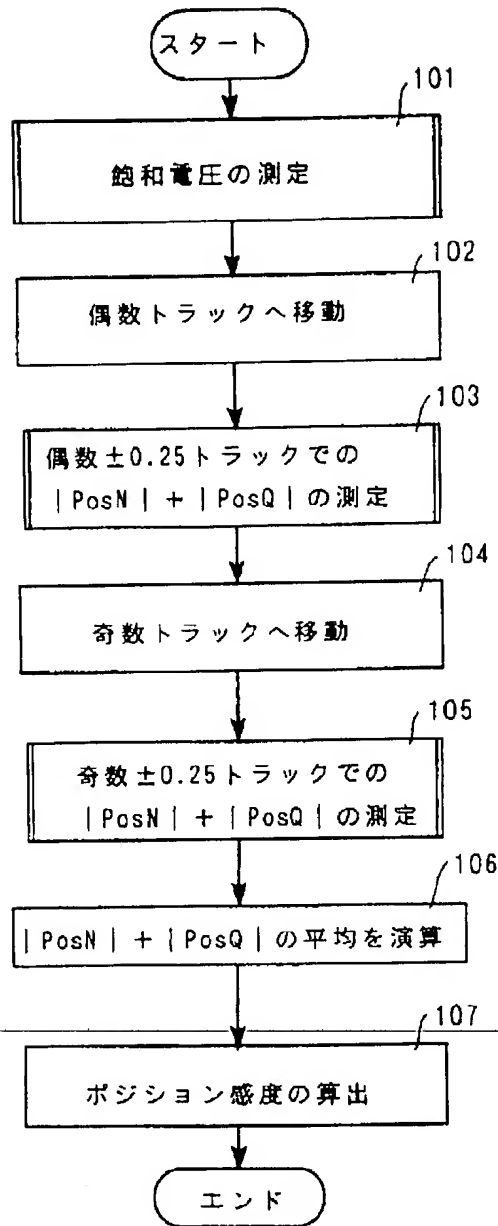 スタート
101
飽和電圧の測定
102
偶数トラックへ移動
103
偶数±0.25トラックでの
|PosN| + |PosQ| の測定
104
奇数トラックへ移動
105
奇数±0.25トラックでの
|PosN| + |PosQ| の測定
106
|PosN| + |PosQ| の平均を演算
107
ポジション感度の算出
エンド